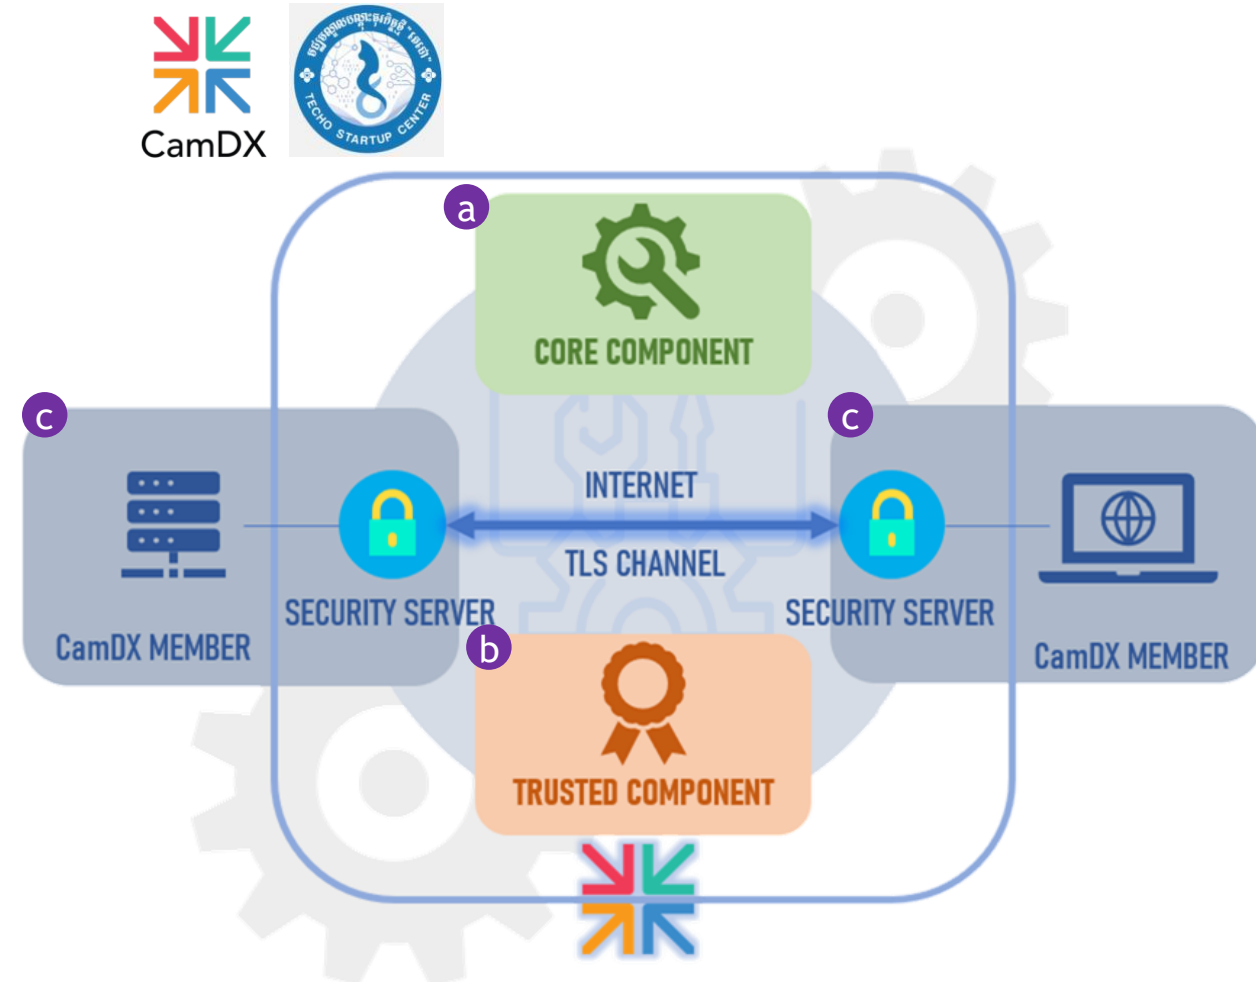 CamDX
TECHO STARTUP CENTER
a
CORE COMPONENT
c
c
INTERNET
TLS CHANNEL
SECURITY SERVER
SECURITY SERVER
CamDX MEMBER
CamDX MEMBER
b
TRUSTED COMPONENT